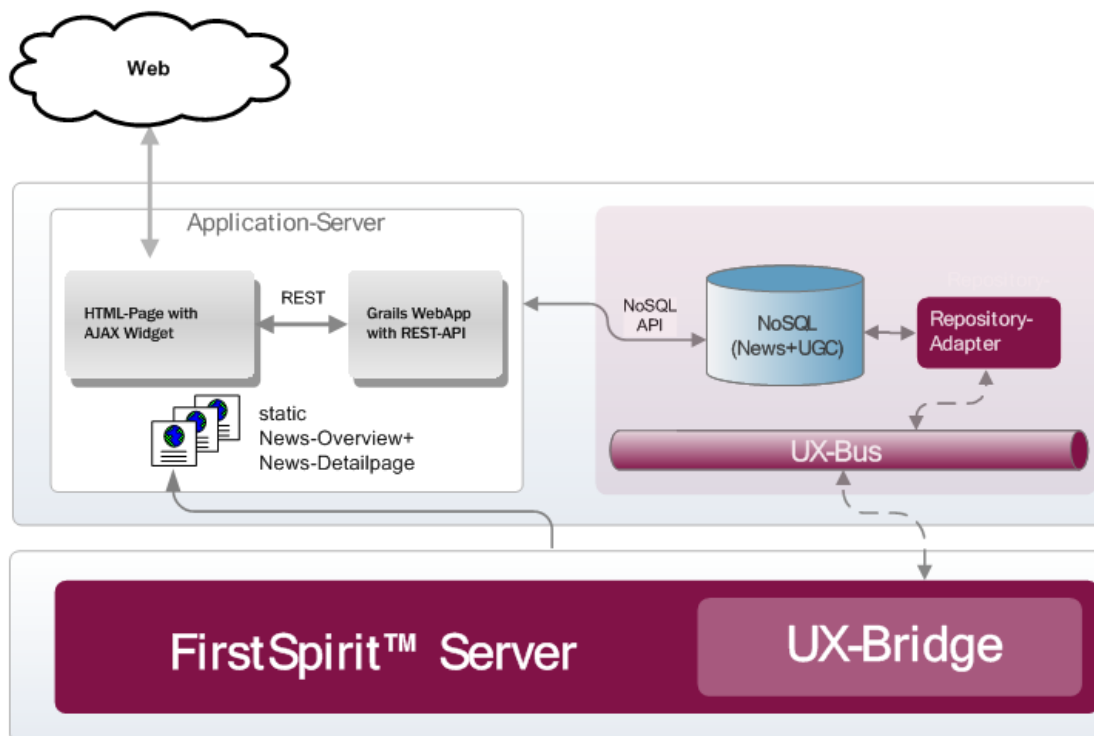 Web
Application-Server
HTML-Page with
AJAX Widget
REST
Grails WebApp
with REST-API
static
News-Overview+
News-Detailpage
NoSQL
API
NoSQL
(News+UGC)
Repository-
Repository-
Adapter
UX-Bus
FirstSpirit™ Server
UX-Bridge